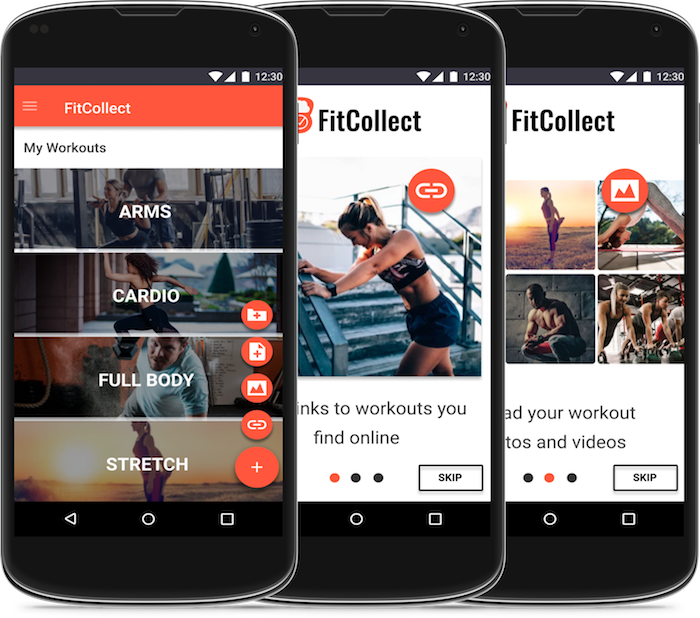 12:30
FitCollect
My Workouts
ARMS
CARDIO
FULL BODY
STRETCH
12:30
FitCollect
inks to workouts you
find online
SKIP
12:30
FitCollect
ad your workout
tos and videos
SKIP